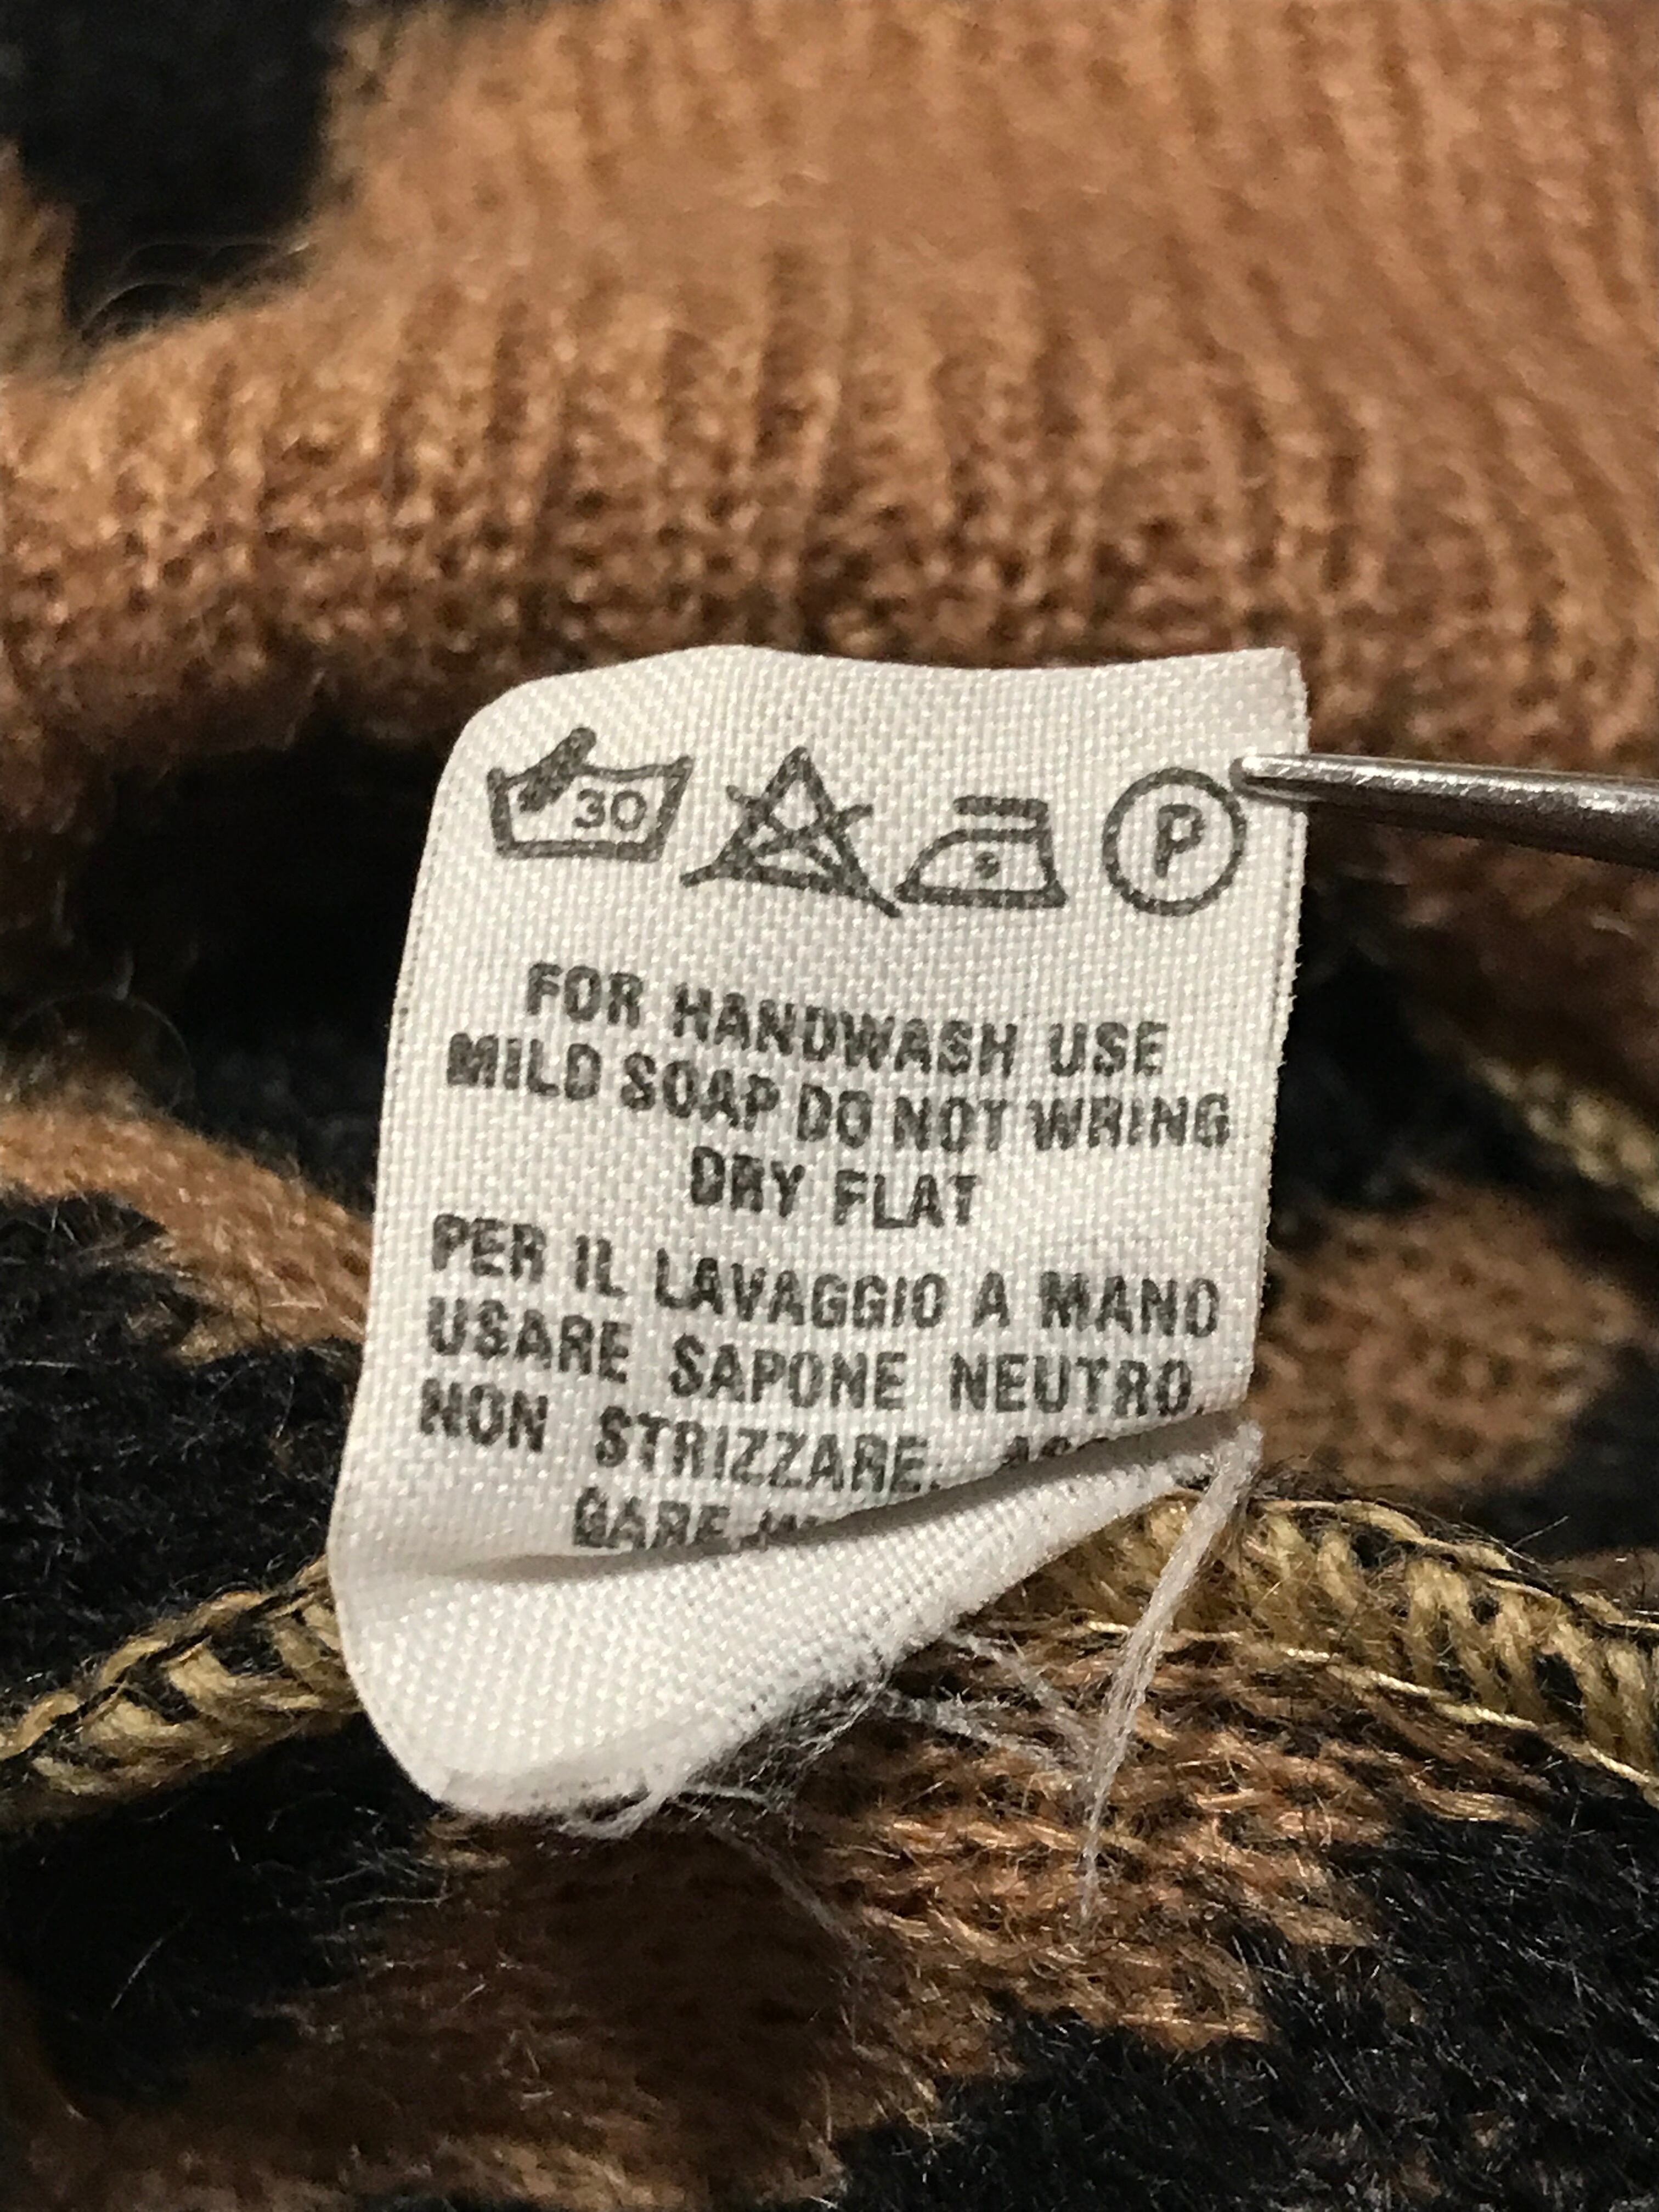 30
P
FOR HANDWASH USE
MILD SOAP DO NOT WRING
DRY FLAT
PER IL LAVAGGIO A MANO
USARE SAPONE NEUTRO.
NON STRIZZARE.
GARE